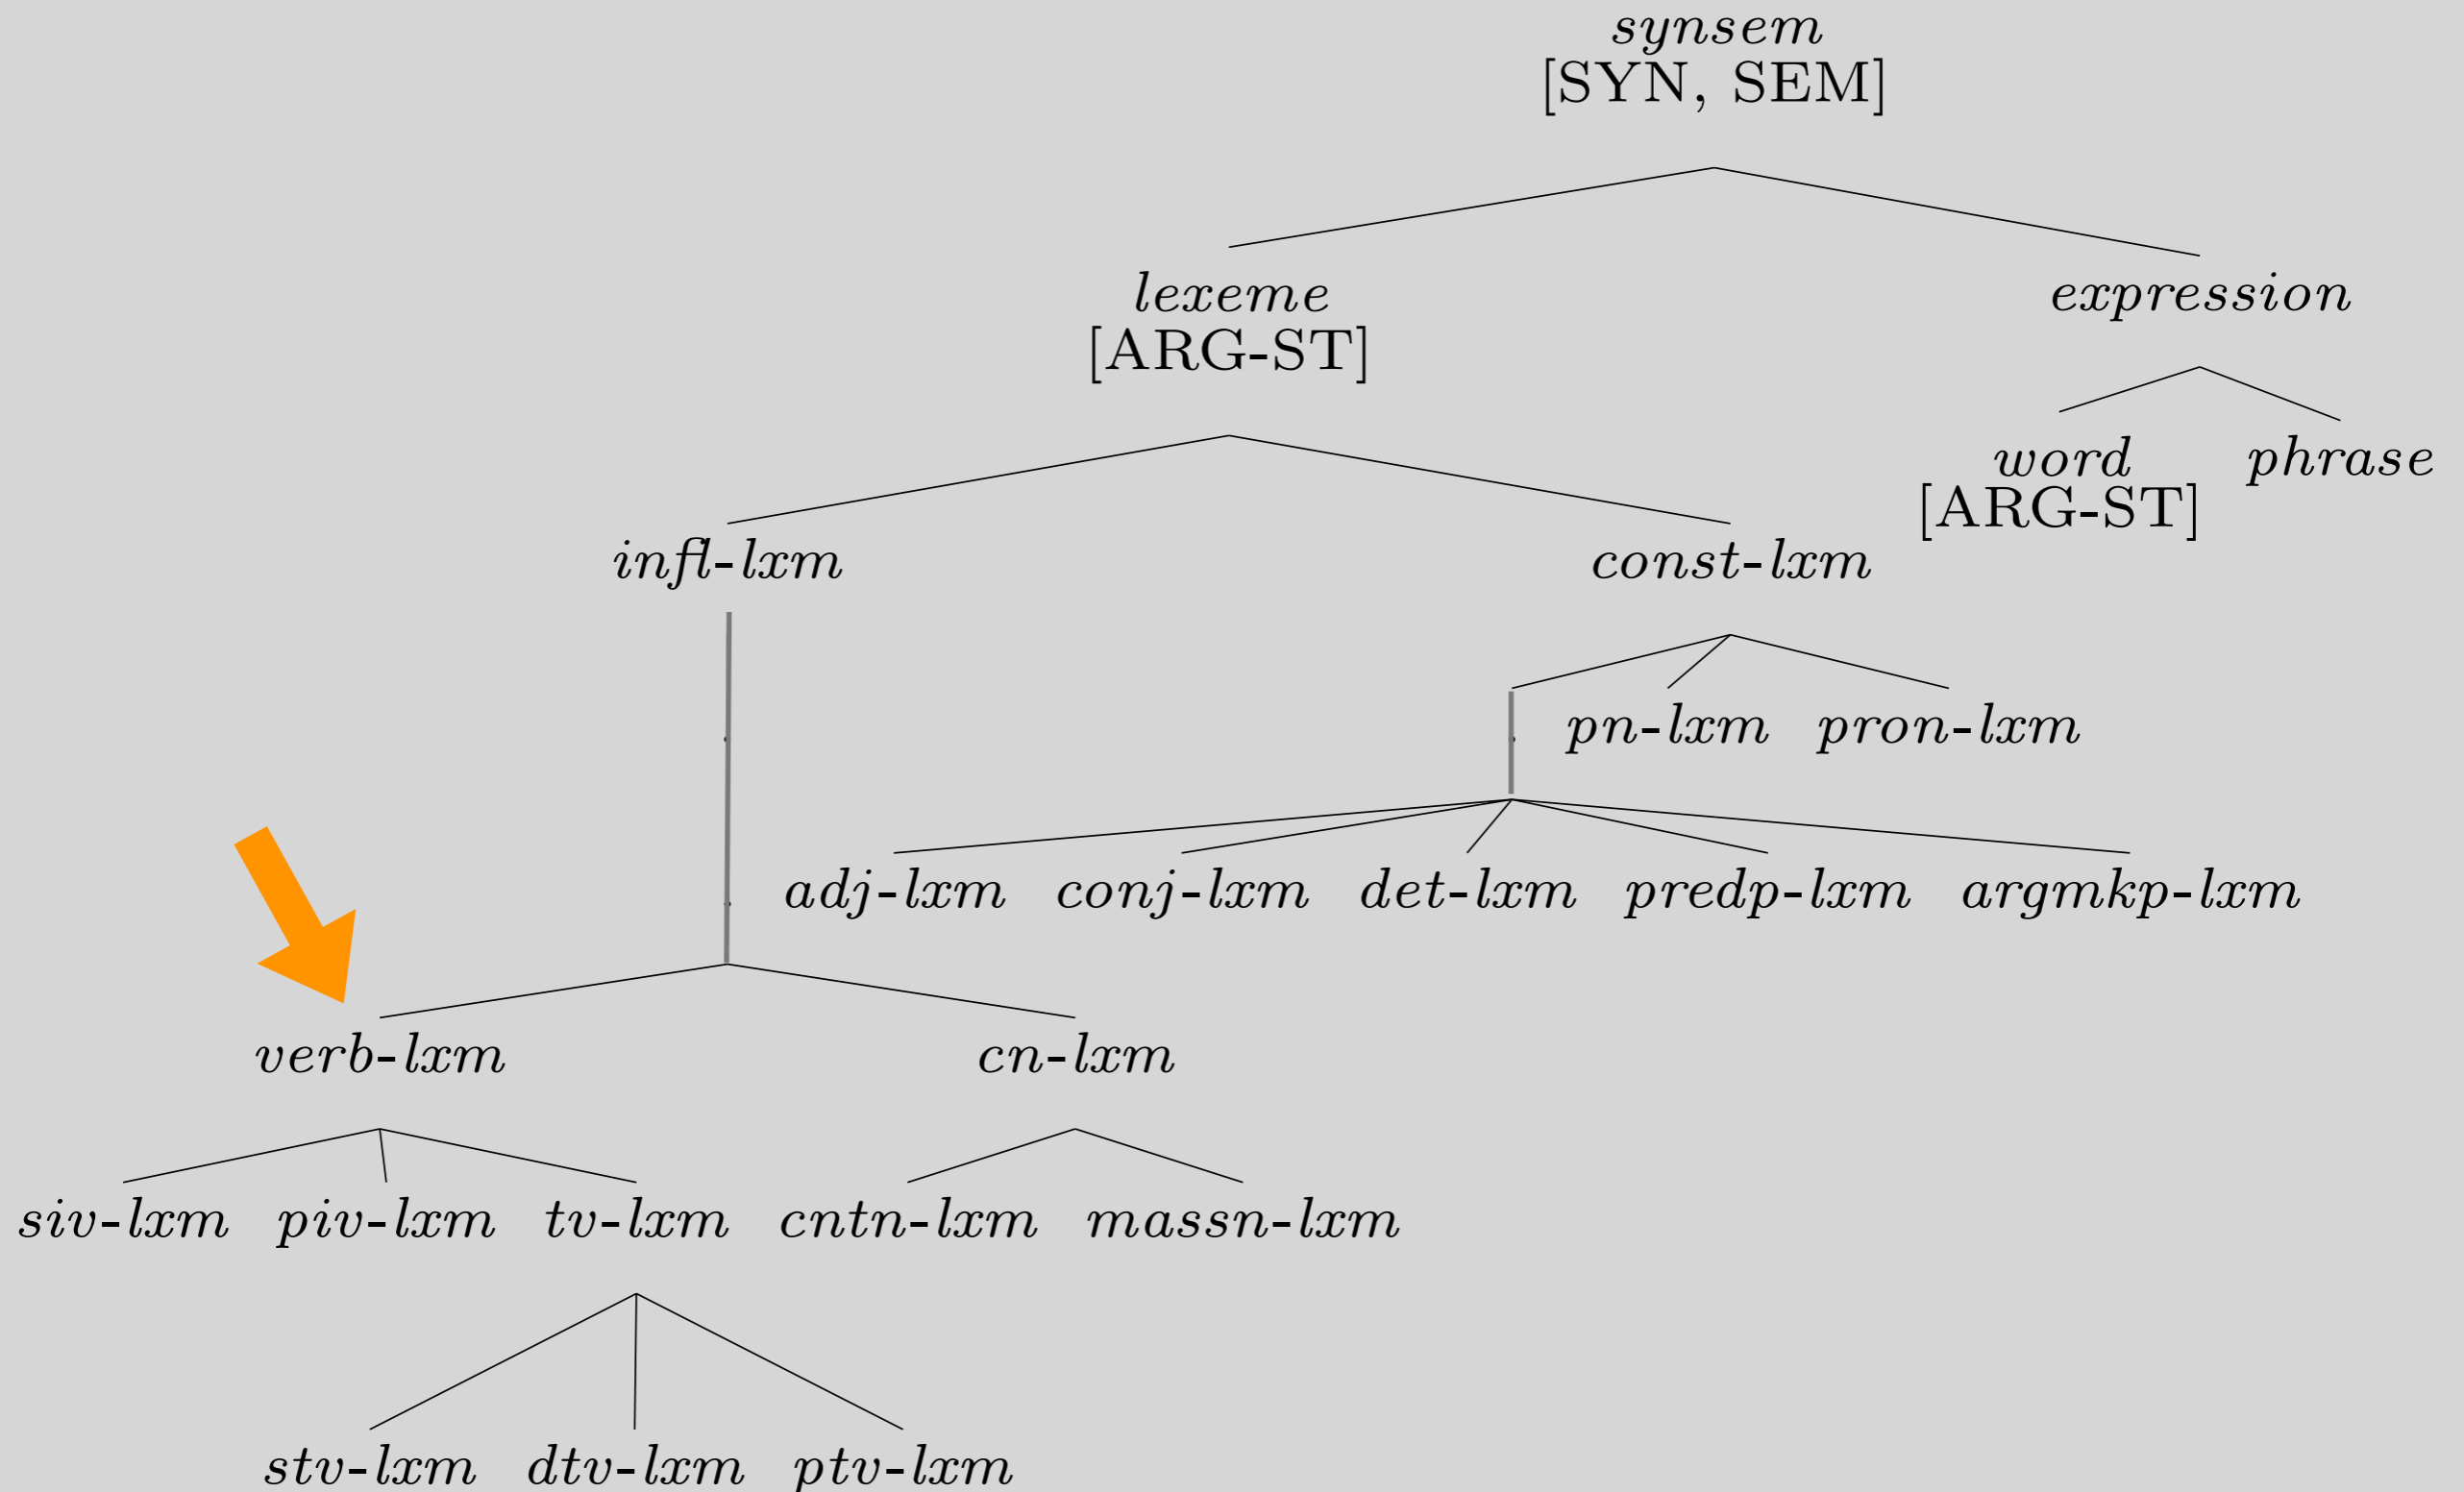 synsem
[SYN, SEM]
lexeme
[ARG-ST]
expression
word
[ARG-ST]
phrase
infl-lxm
const-lxm
pn-lxm pron-lxm
adj-lxm conj-lxm det-lxm predp-lxm argmkp-lxm
verb-lxm cn-lxm
siv-lxm piv-lxm tv-lxm cntn-lxm massn-lxm
stv-lxm dtv-lxm ptv-lxm